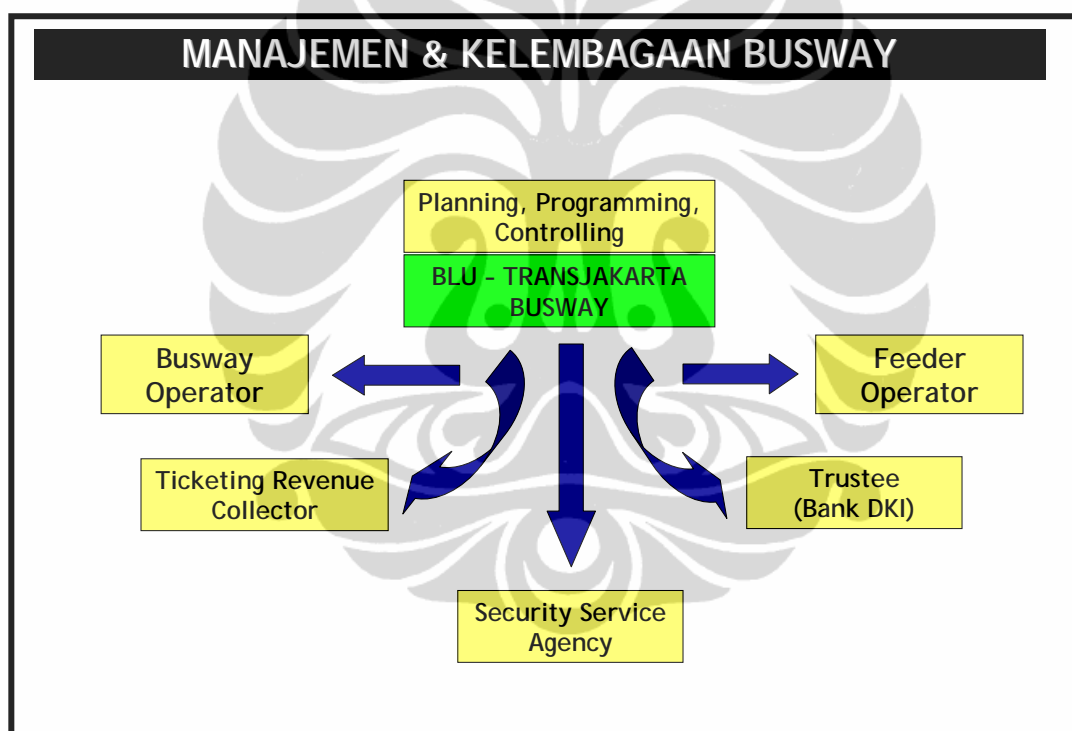 MANAJEMEN & KELEMBAGAAN BUSWAY
Planning, Programming,
Controlling
BLU - TRANSJAKARTA
BUSWAY
Busway
Operator
Feeder
Operator
Ticketing Revenue
Collector
Trustee
(Bank DKI)
Security Service
Agency